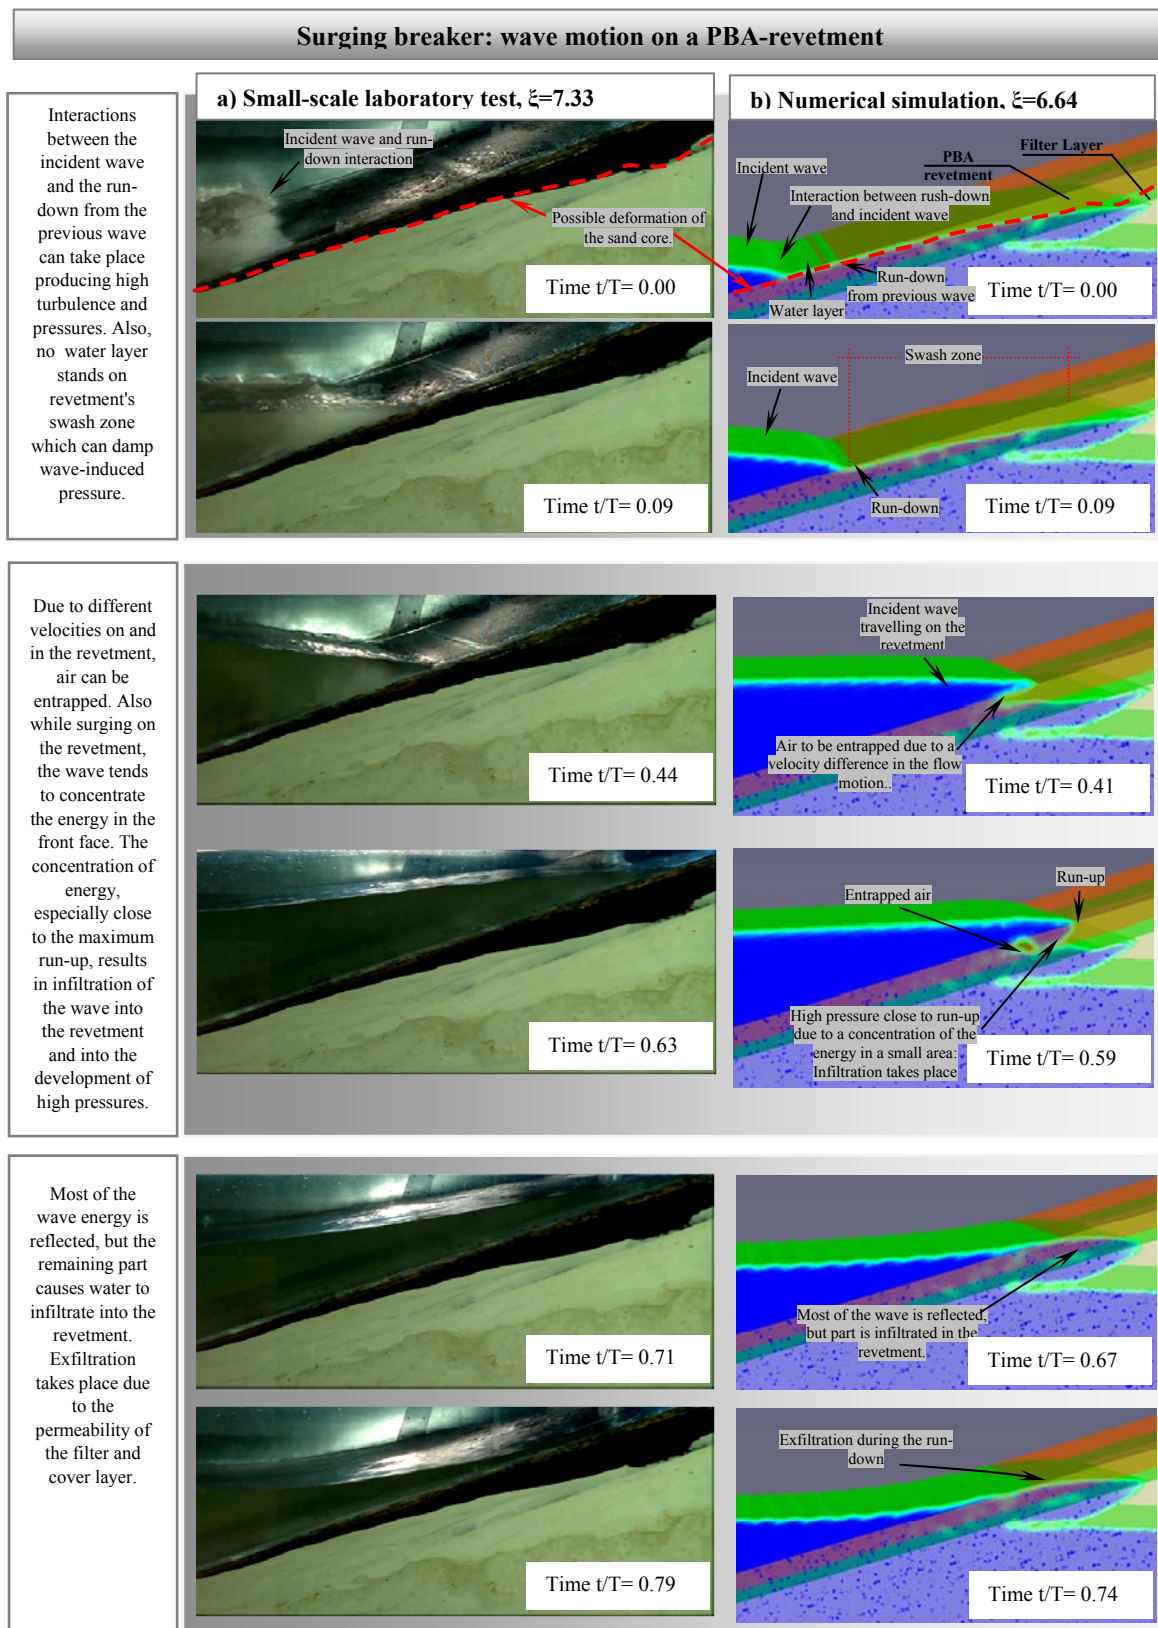 Surging breaker: wave motion on a PBA-revetment
Interactions
between the
incident wave
and the run-
down from the
previous wave
can take place
producing high
turbulence and
pressures. Also,
no water layer
stands on
revetment's
swash zone
which can damp
wave-induced
pressure.
a) Small-scale laboratory test, ξ=7.33
Incident wave and run-
down interaction
Possible deformation of
the sand core.
Time t/T= 0.00
Time t/T= 0.09
b) Numerical simulation, ξ=6.64
Incident wave
PBA
revetment
Filter Layer
Interaction between rush-down
and incident wave
Run-down
from previous wave
Water layer
Time t/T= 0.00
Swash zone
Incident wave
Run-down
Time t/T= 0.09
Due to different
velocities on and
in the revetment,
air can be
entrapped. Also
while surging on
the revetment,
the wave tends
to concentrate
the energy in the
front face. The
concentration of
energy,
especially close
to the maximum
run-up, results
in infiltration of
the wave into
the revetment
and into the
development of
high pressures.
Time t/T= 0.44
Time t/T= 0.63
Incident wave
travelling on the
revetment
Air to be entrapped due to a
velocity difference in the flow
motion..
Time t/T= 0.41
Entrapped air
Run-up
High pressure close to run-up
due to a concentration of the
energy in a small area:
Infiltration takes place
Time t/T= 0.59
Most of the
wave energy is
reflected, but the
remaining part
causes water to
infiltrate into the
revetment.
Exfiltration
takes place due
to the
permeability of
the filter and
cover layer.
Time t/T= 0.71
Time t/T= 0.79
Most of the wave is reflected,
but part is infiltrated in the
revetment.
Time t/T= 0.67
Exfiltration during the run-
down
Time t/T= 0.74